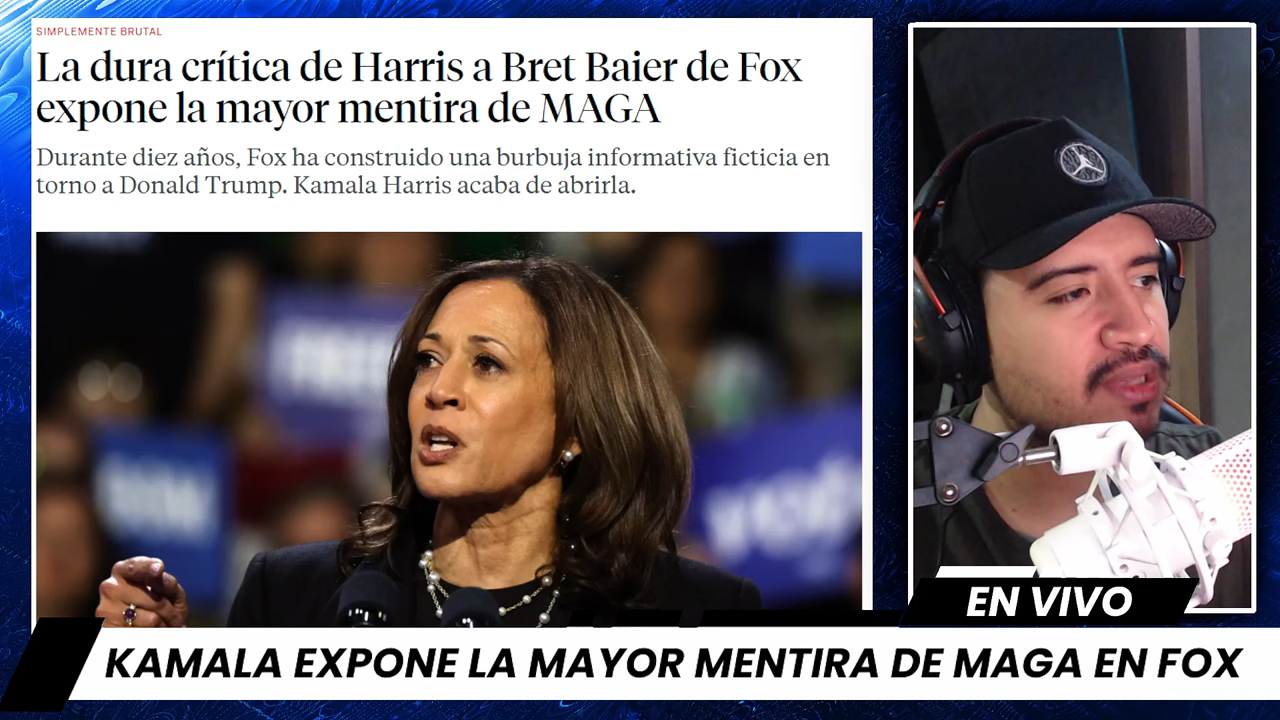 SIMPLEMENTE BRUTAL
La dura crítica de Harris a Bret Baier de Fox
expone la mayor mentira de MAGA
Durante diez años, Fox ha construido una burbuja informativa ficticia en
torno a Donald Trump. Kamala Harris acaba de abrirla.
EN VIVO
KAMALA EXPONE LA MAYOR MENTIRA DE MAGA EN FOX